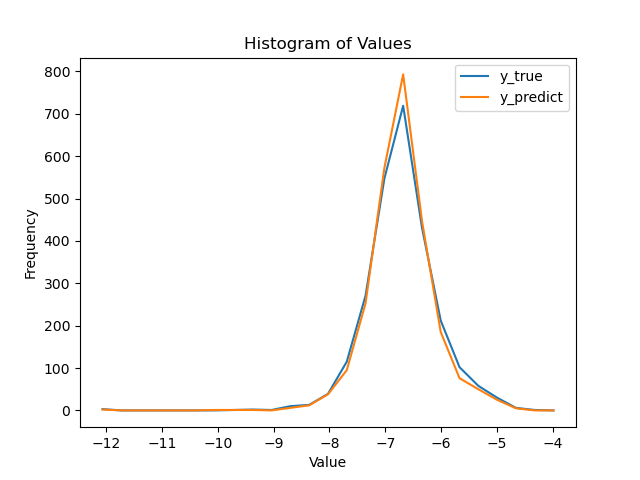 Histogram of Values
y_true
y_predict
800
700
600
500
400
300
200
100
0
Frequency
−12 −11 −10 −9 −8 −7 −6 −5 −4
Value